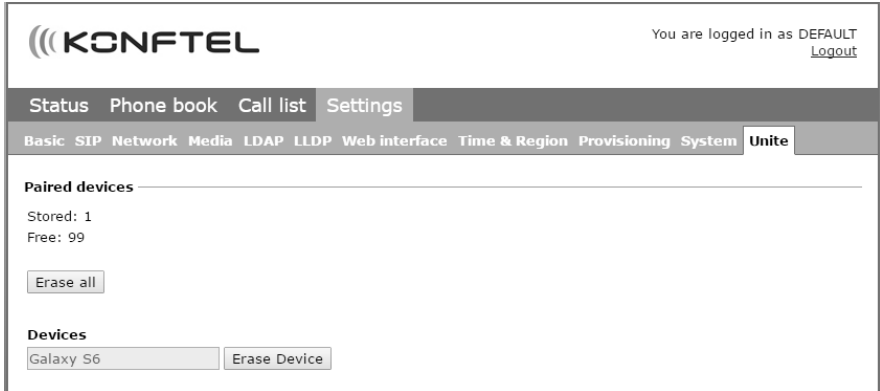 KONFTEL
You are logged in as DEFAULT
Logout
Status Phone book Call list Settings
Basic SIP Network Media LDAP LLDP Web interface Time & Region Provisioning System Unite
Paired devices
Stored: 1
Free: 99
Erase all
Devices
Galaxy S6 Erase Device